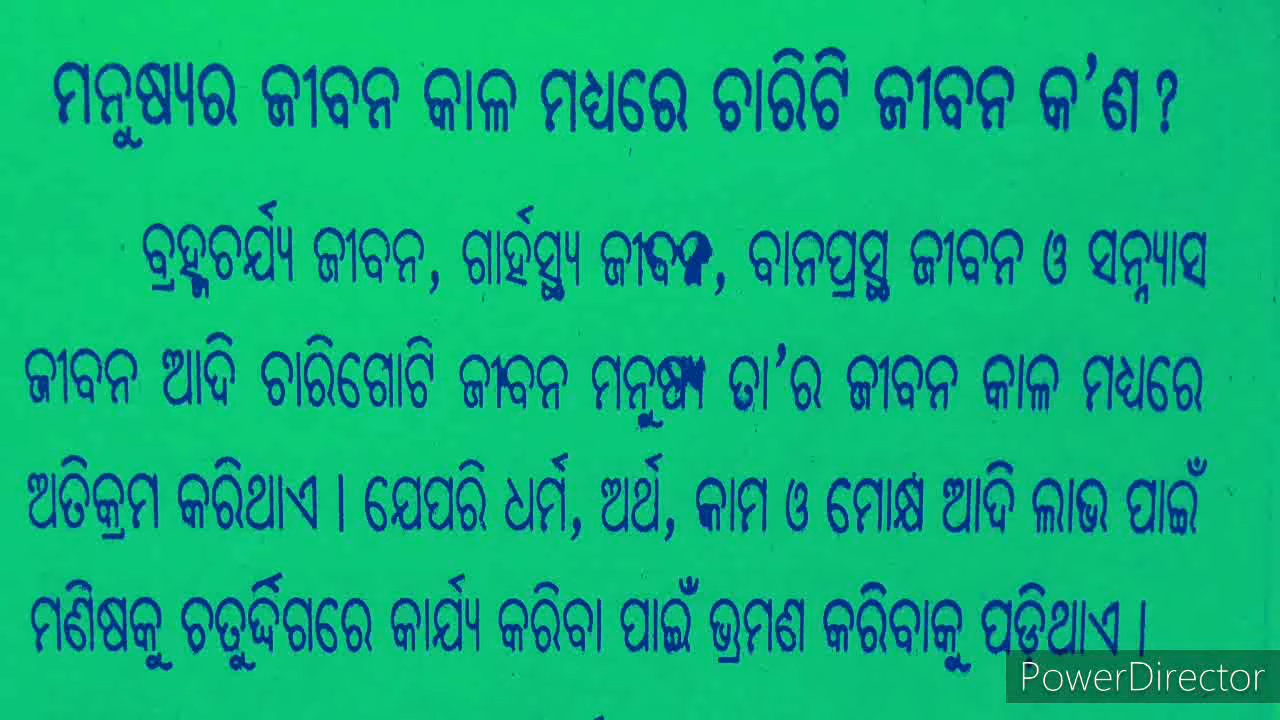 ମନୁଷ୍ୟର ଜୀବନ କାଳ ମଧ୍ୟରେ ଚାରିଟି ଜୀବନ କ'ଣ ?
ବ୍ରହ୍ମଚର୍ଯ୍ୟ ଜୀବନ, ଗାର୍ହସ୍ଥ୍ୟ ଜୀବନ, ବାନପ୍ରସ୍ଥ ଜୀବନ ଓ ସନ୍ନ୍ୟାସ
ଜୀବନ ଆଦି ଚାରିଗୋଟି ଜୀବନ ମନୁଷ୍ୟ ତା'ର ଜୀବନ କାଳ ମଧ୍ୟରେ
ଅତିକ୍ରମ କରିଥାଏ । ଯେପରି ଧର୍ମ, ଅର୍ଥ, କାମ ଓ ମୋକ୍ଷ ଆଦି ଲାଭ ପାଇଁ
ମଣିଷକୁ ଚତୁର୍ଦ୍ଦିଗରେ କାର୍ଯ୍ୟ କରିବା ପାଇଁ ଭ୍ରମଣ କରିବାକୁ ପଡ଼ିଥାଏ ।
PowerDirector